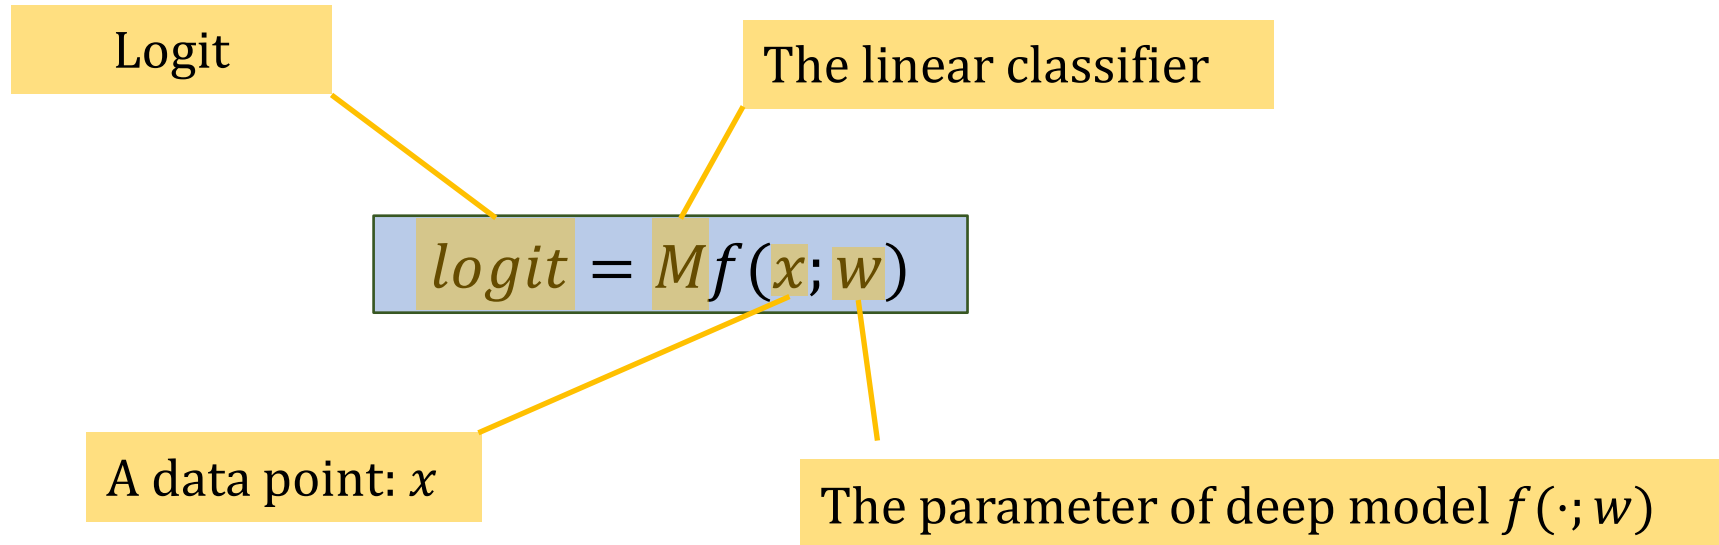 Logit
The linear classifier
logit = Mf(x; w)
A data point: x
The parameter of deep model f(·; w)